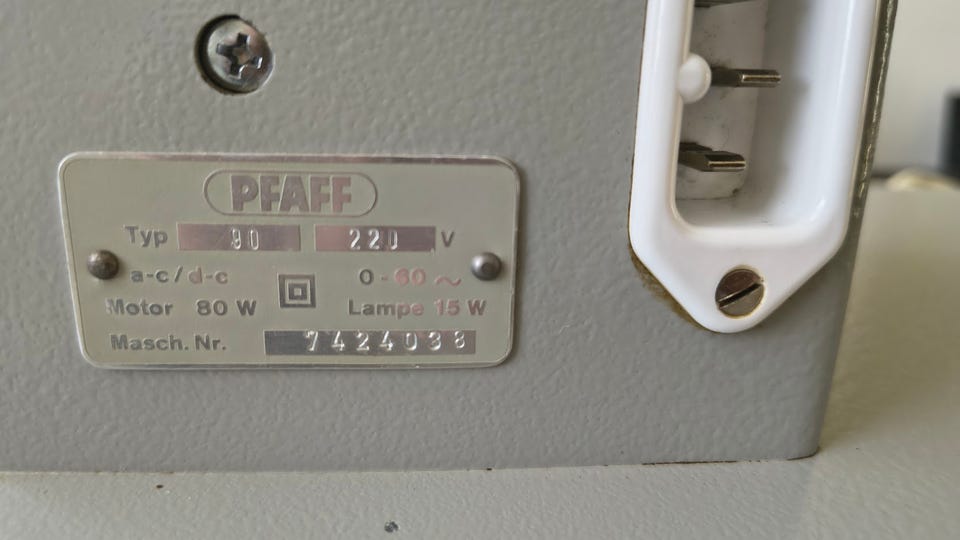 PFAFF
Typ 90 220 V
a-c/d-c 0-60 ~
Motor 80 W Lampe 15 W
Masch. Nr. 7424038